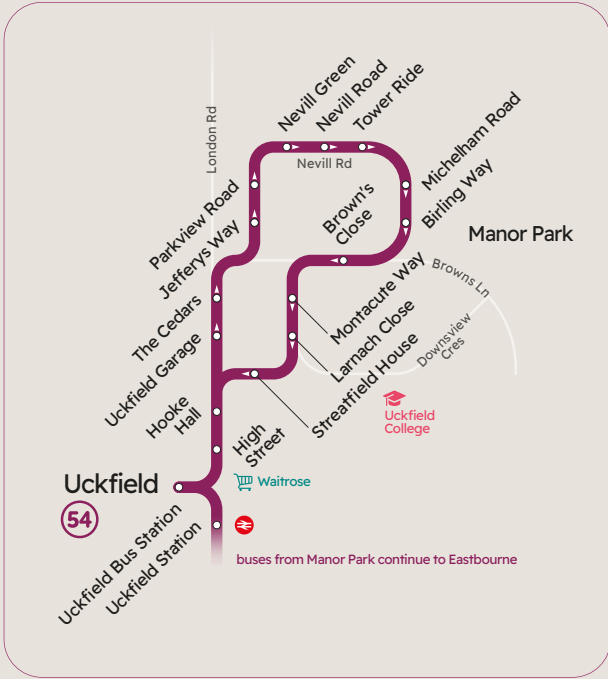 Nevill Green
Nevill Road
Tower Ride
London Rd
Nevill Rd
Michelham Road
Birling Way
Parkview Road
Jefferys Way
Brown's
Close
Manor Park
Browns Ln
Montacute Way
The Cedars
Larnach Close
Downsview
Cres
Uckfield Garage
Streatfield House
Hooke
Hall
Uckfield
College
High
Street
Uckfield
Waitrose
54
Uckfield Bus Station
Uckfield Station
buses from Manor Park continue to Eastbourne